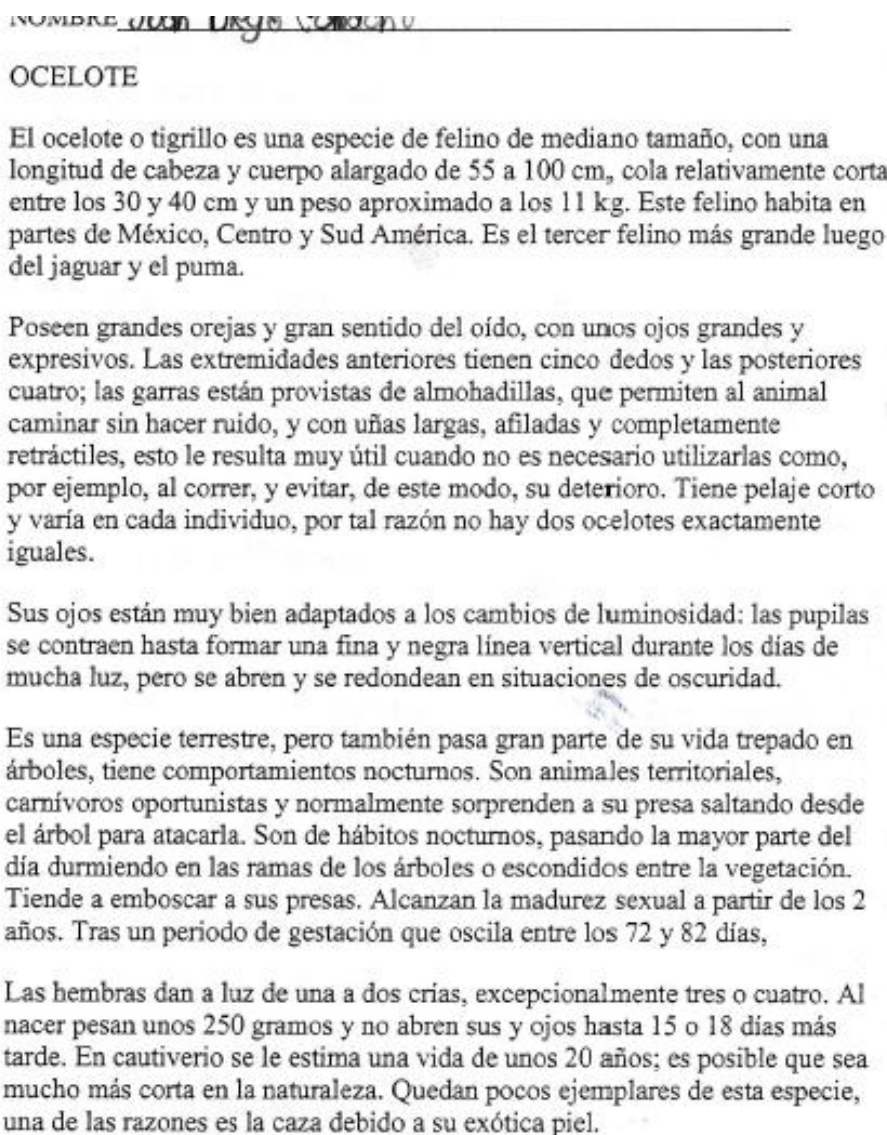 NOMBRE Juan Diego Camacho
OCELOTE
El ocelote o tigrillo es una especie de felino de mediano tamaño, con una
longitud de cabeza y cuerpo alargado de 55 a 100 cm, cola relativamente corta
entre los 30 y 40 cm y un peso aproximado a los 11 kg. Este felino habita en
partes de México, Centro y Sud América. Es el tercer felino más grande luego
del jaguar y el puma.
Poseen grandes orejas y gran sentido del oído, con unos ojos grandes y
expresivos. Las extremidades anteriores tienen cinco dedos y las posteriores
cuatro; las garras están provistas de almohadillas, que permiten al animal
caminar sin hacer ruido, y con uñas largas, afiladas y completamente
retráctiles, esto le resulta muy útil cuando no es necesario utilizarlas como,
por ejemplo, al correr, y evitar, de este modo, su deterioro. Tiene pelaje corto
y varía en cada individuo, por tal razón no hay dos ocelotes exactamente
iguales.
Sus ojos están muy bien adaptados a los cambios de luminosidad: las pupilas
se contraen hasta formar una fina y negra línea vertical durante los días de
mucha luz, pero se abren y se redondean en situaciones de oscuridad.
Es una especie terrestre, pero también pasa gran parte de su vida trepado en
árboles, tiene comportamientos nocturnos. Son animales territoriales,
carnívoros oportunistas y normalmente sorprenden a su presa saltando desde
el árbol para atacarla. Son de hábitos nocturnos, pasando la mayor parte del
día durmiendo en las ramas de los árboles o escondidos entre la vegetación.
Tiende a emboscar a sus presas. Alcanzan la madurez sexual a partir de los 2
años. Tras un periodo de gestación que oscila entre los 72 y 82 días,
Las hembras dan a luz de una a dos crías, excepcionalmente tres o cuatro. Al
nacer pesan unos 250 gramos y no abren sus y ojos hasta 15 o 18 días más
tarde. En cautiverio se le estima una vida de unos 20 años; es posible que sea
mucho más corta en la naturaleza. Quedan pocos ejemplares de esta especie,
una de las razones es la caza debido a su exótica piel.